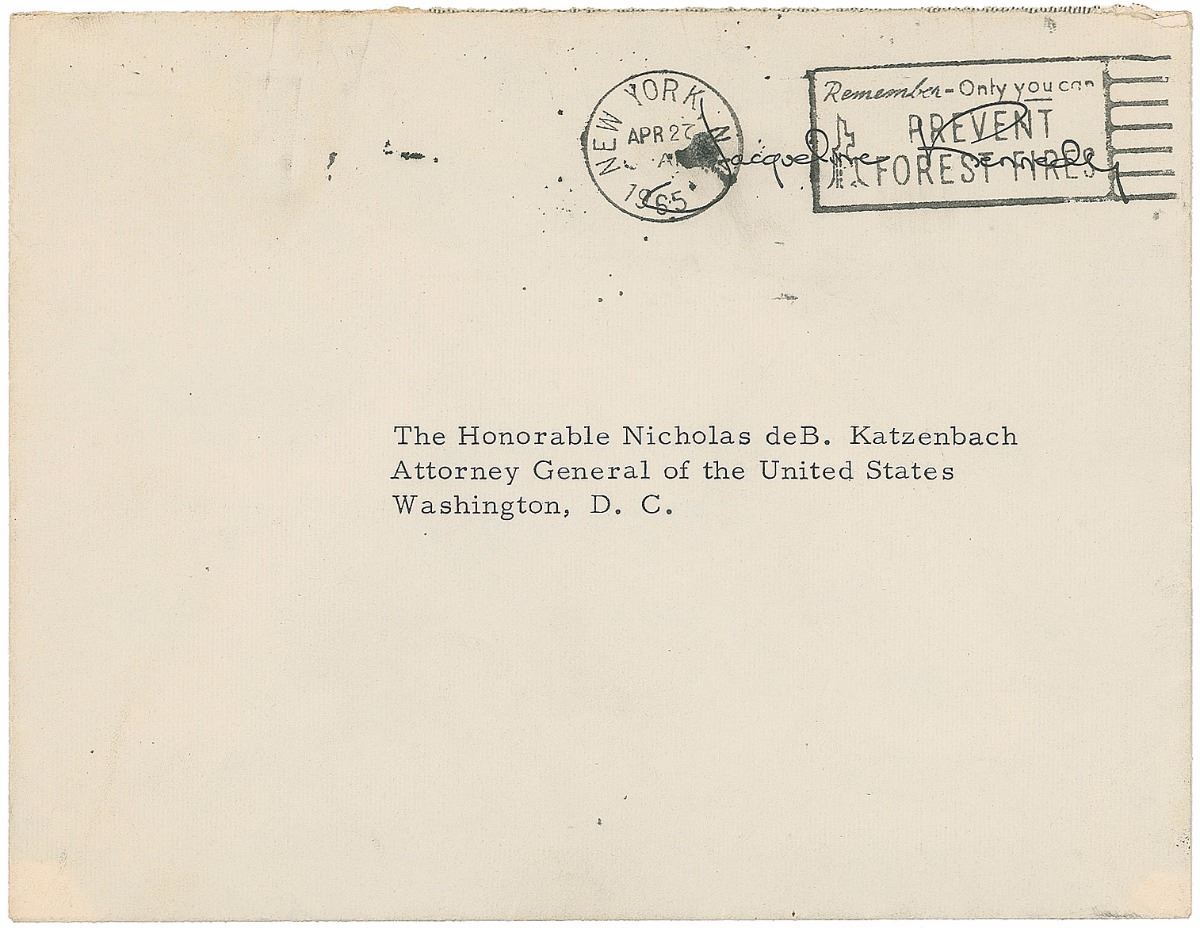 NEW YORK, N.
APR 27
A
1965
Remember - Only you can
PREVENT
FOREST FIRES
Jacqueline Kennedy
The Honorable Nicholas deB. Katzenbach
Attorney General of the United States
Washington, D. C.